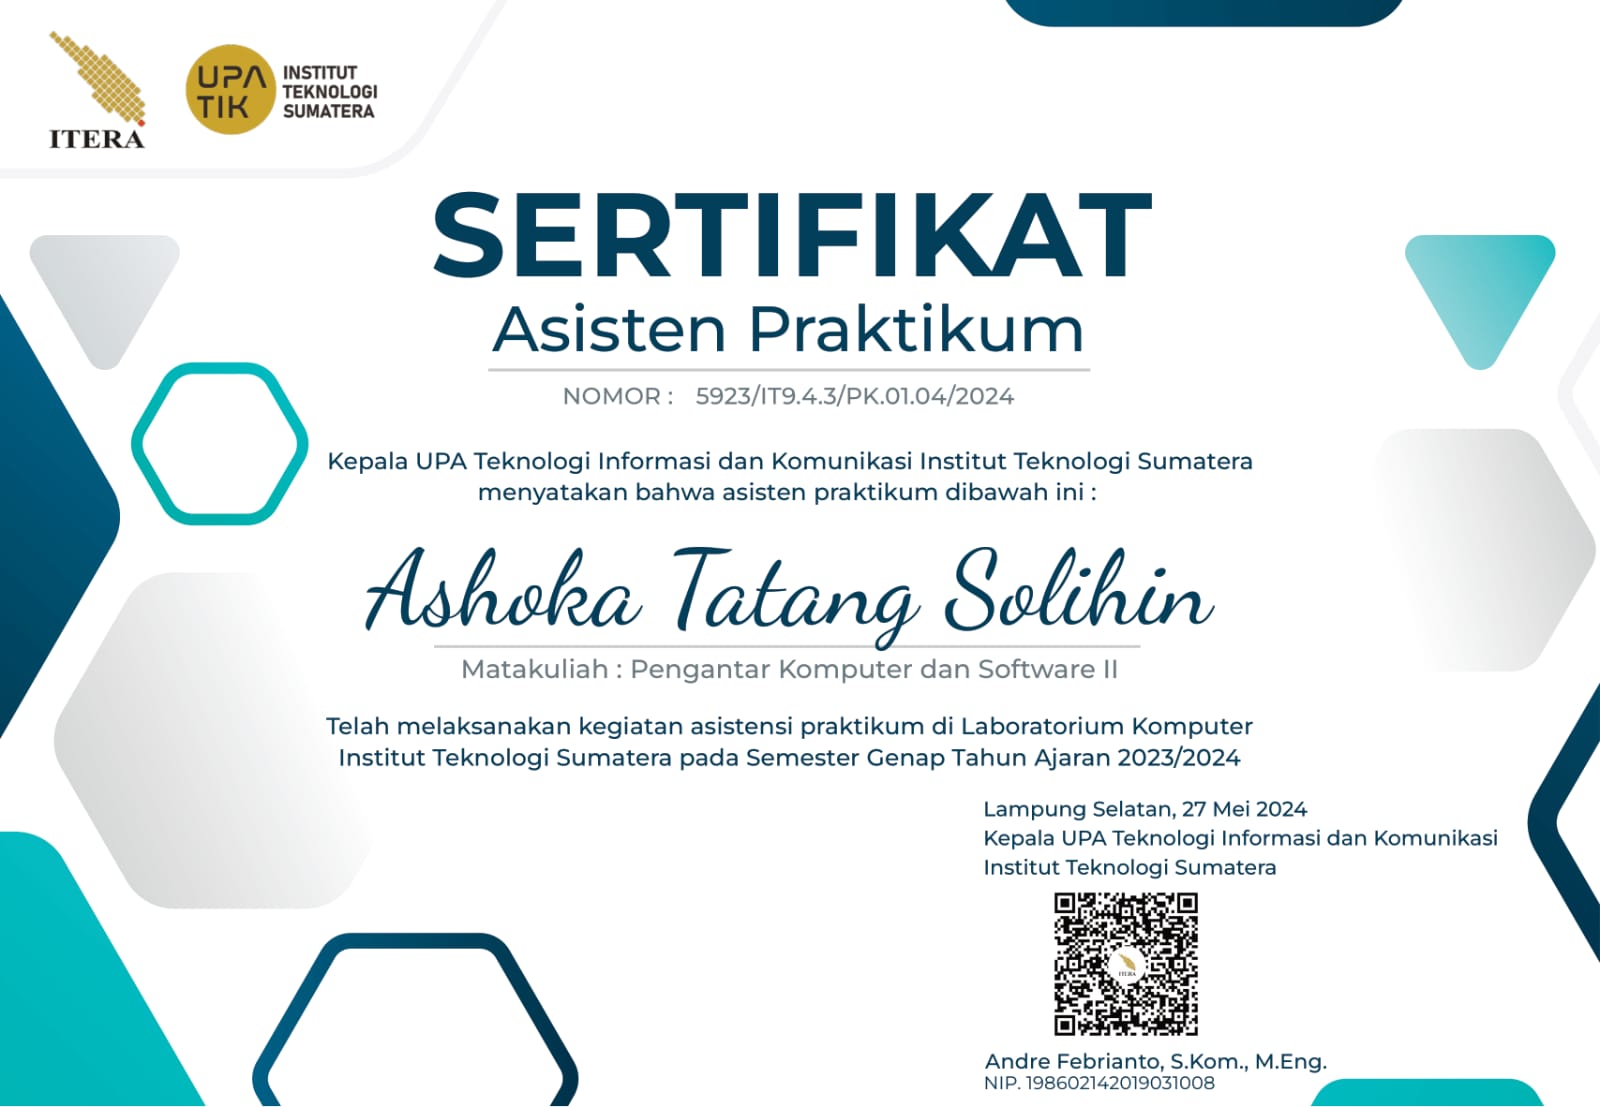 ITERA
UPA
TIK
INSTITUT
TEKNOLOGI
SUMATERA
SERTIFIKAT
Asisten Praktikum
NOMOR : 5923/IT9.4.3/PK.01.04/2024
Kepala UPA Teknologi Informasi dan Komunikasi Institut Teknologi Sumatera
menyatakan bahwa asisten praktikum dibawah ini :
Ashoka Tatang Solihin
Matakuliah : Pengantar Komputer dan Software II
Telah melaksanakan kegiatan asistensi praktikum di Laboratorium Komputer
Institut Teknologi Sumatera pada Semester Genap Tahun Ajaran 2023/2024
Lampung Selatan, 27 Mei 2024
Kepala UPA Teknologi Informasi dan Komunikasi
Institut Teknologi Sumatera
ITERA
Andre Febrianto, S.Kom., M.Eng.
NIP. 198602142019031008